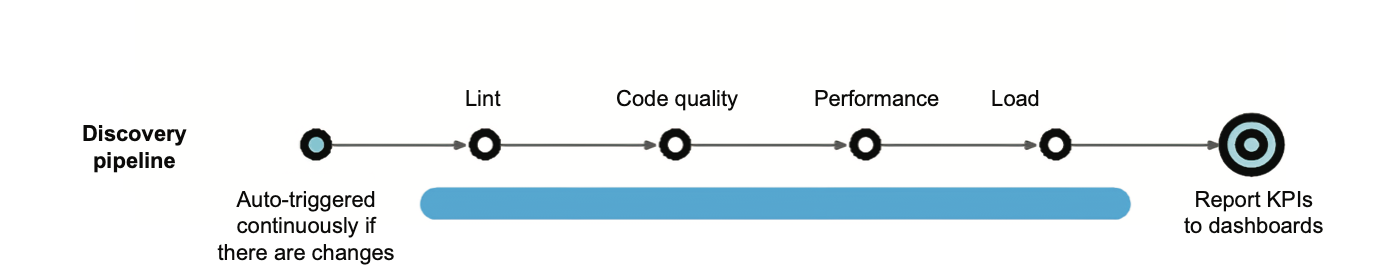 Lint
Code quality
Performance
Load
Discovery
pipeline
Auto-triggered
continuously if
there are changes
Report KPIs
to dashboards